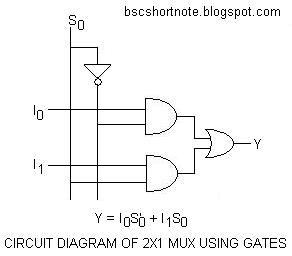 bscshortnote.blogspot.com
S₀
I₀
I₁
Y
Y = I₀S₀' + I₁S₀
CIRCUIT DIAGRAM OF 2X1 MUX USING GATES